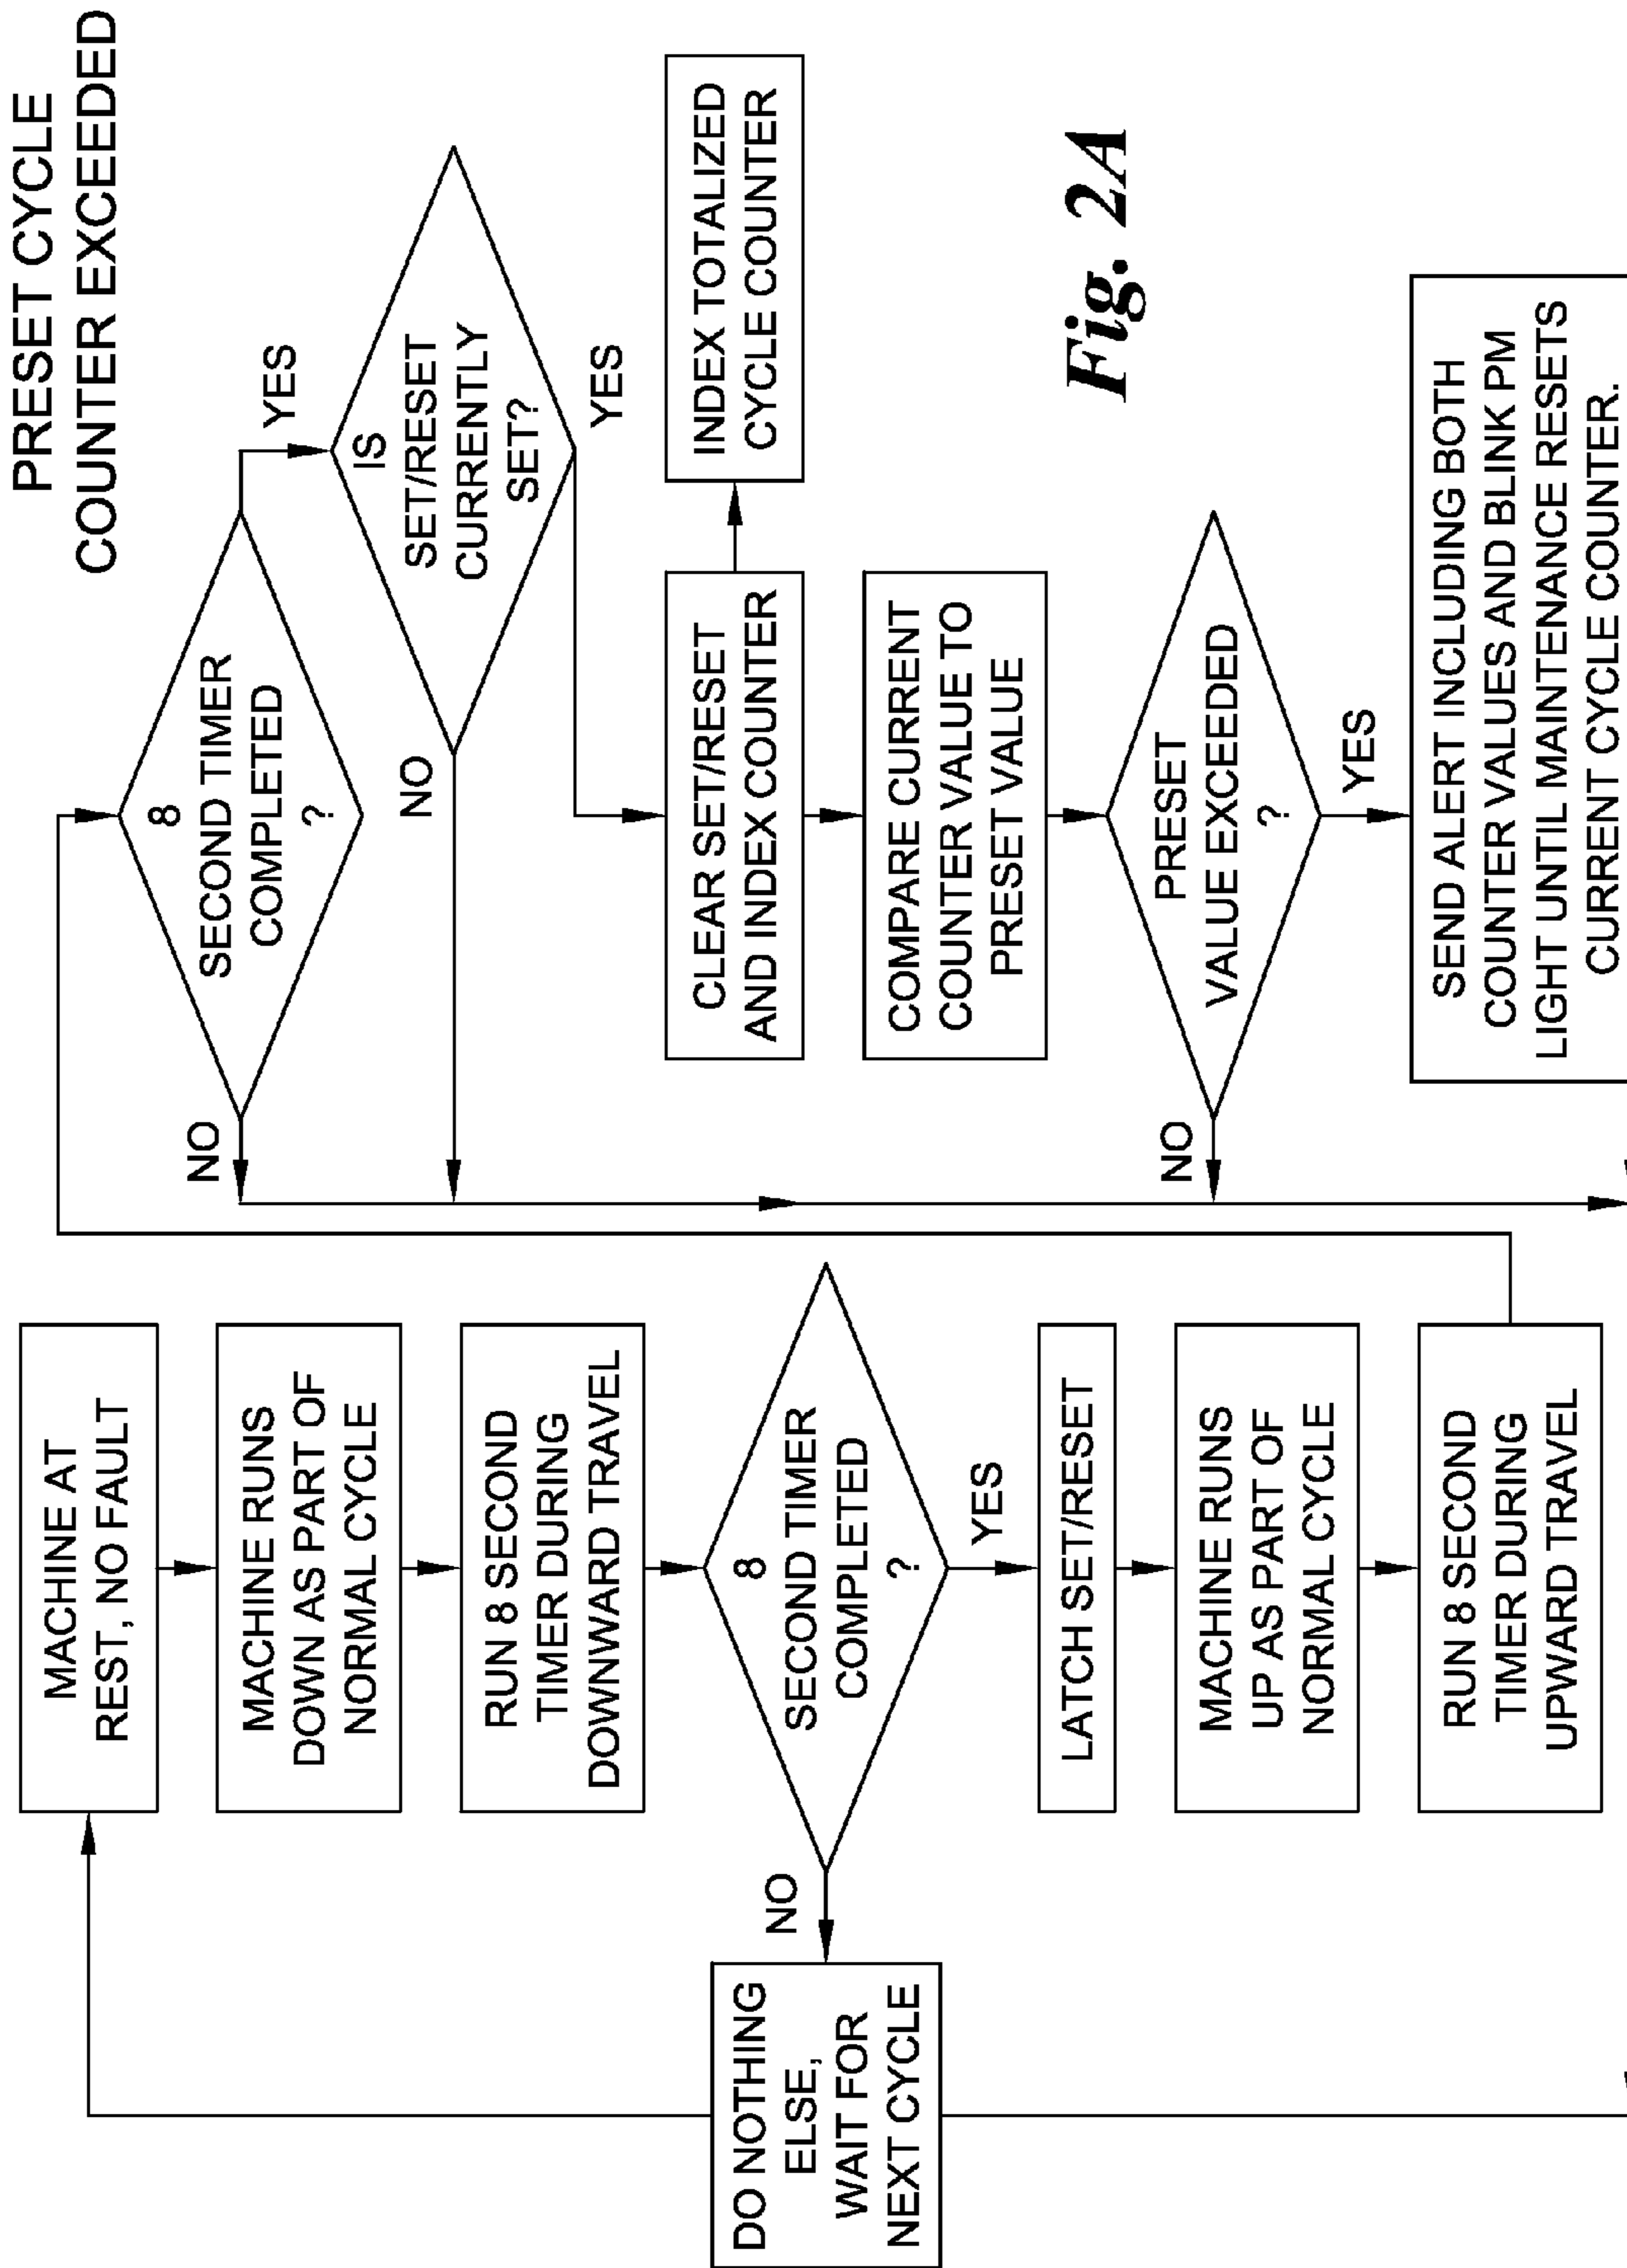 PRESET CYCLE
COUNTER EXCEEDED
MACHINE AT
REST, NO FAULT
MACHINE RUNS
DOWN AS PART OF
NORMAL CYCLE
RUN 8 SECOND
TIMER DURING
DOWNWARD TRAVEL
8
SECOND TIMER
COMPLETED
?
NO
YES
DO NOTHING
ELSE,
WAIT FOR
NEXT CYCLE
LATCH SET/RESET
MACHINE RUNS
UP AS PART OF
NORMAL CYCLE
RUN 8 SECOND
TIMER DURING
UPWARD TRAVEL
8
SECOND TIMER
COMPLETED
?
NO
YES
IS
SET/RESET
CURRENTLY
SET?
NO
YES
CLEAR SET/RESET
AND INDEX COUNTER
INDEX TOTALIZED
CYCLE COUNTER
COMPARE CURRENT
COUNTER VALUE TO
PRESET VALUE
PRESET
VALUE EXCEEDED
?
NO
YES
SEND ALERT INCLUDING BOTH
COUNTER VALUES AND BLINK PM
LIGHT UNTIL MAINTENANCE RESETS
CURRENT CYCLE COUNTER.
Fig. 2A